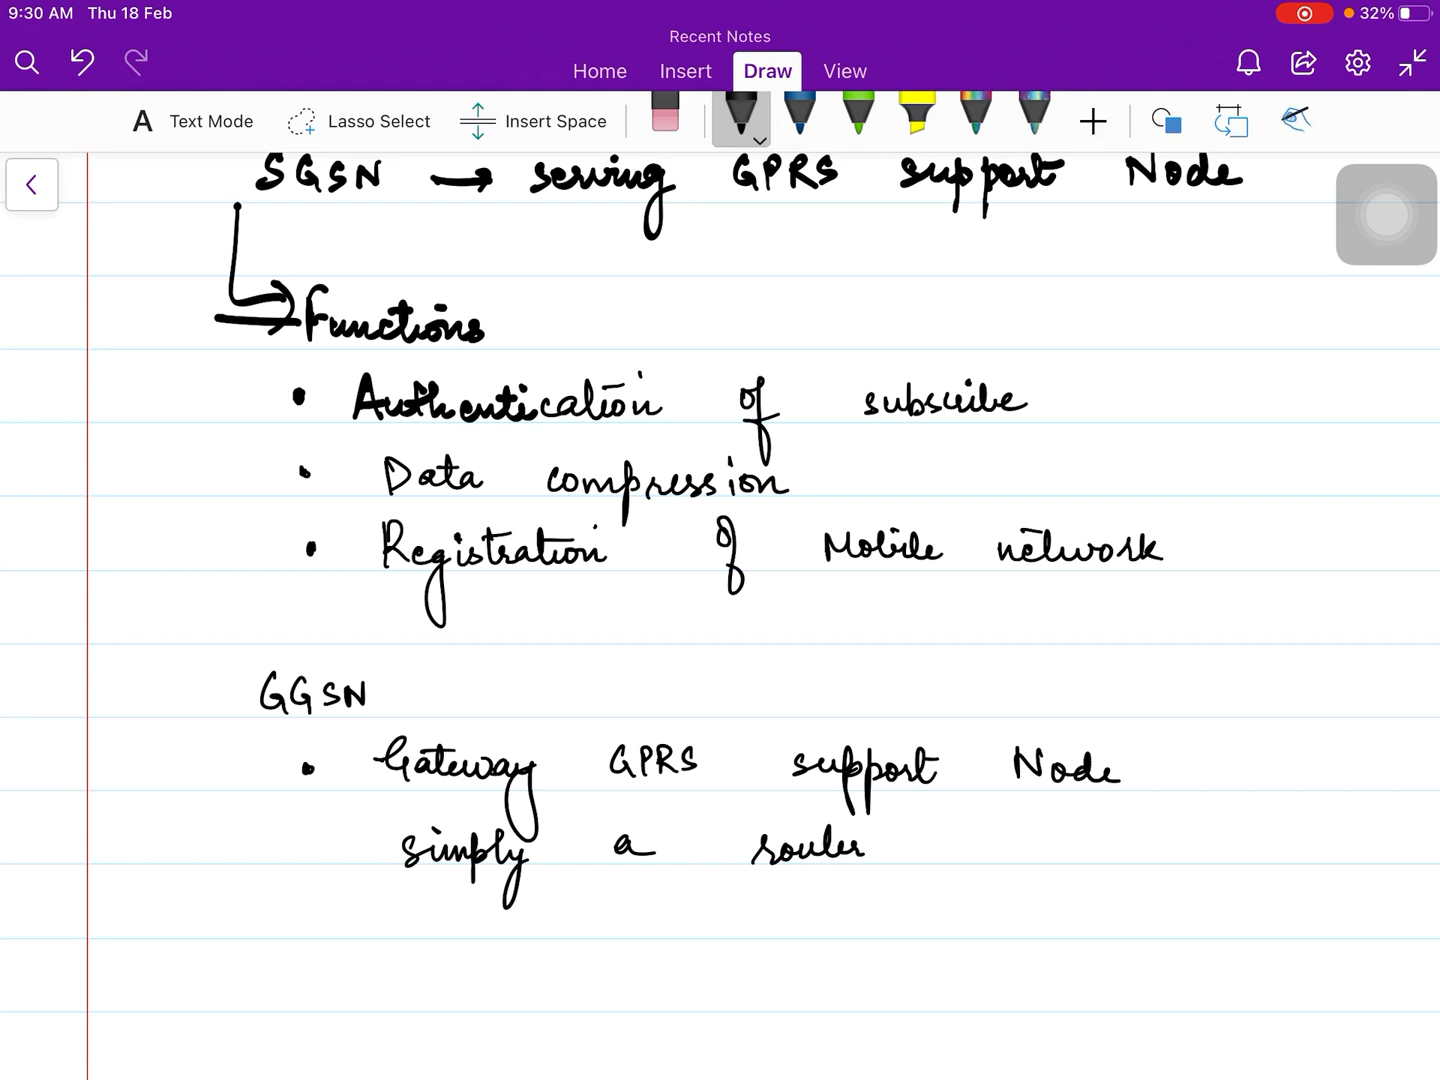 9:30 AM Thu 18 Feb
32%
Recent Notes
Home Insert Draw View
A Text Mode Lasso Select Insert Space
SGSN → serving GPRS support Node
Functions
• Authentication of subscribe
• Data compression
• Registration of Mobile network
GGSN
• Gateway GPRS support Node
simply a router